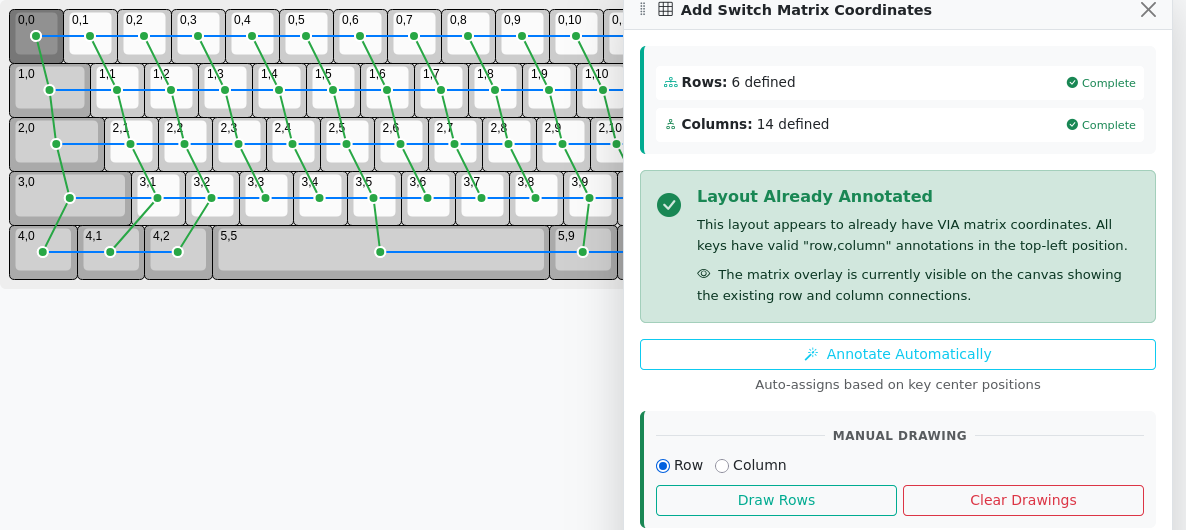 0,0 0,1 0,2 0,3 0,4 0,5 0,6 0,7 0,8 0,9 0,10 0,
1,0 1,1 1,2 1,3 1,4 1,5 1,6 1,7 1,8 1,9 1,10
2,0 2,1 2,2 2,3 2,4 2,5 2,6 2,7 2,8 2,9 2,10
3,0 3,1 3,2 3,3 3,4 3,5 3,6 3,7 3,8 3,9
4,0 4,1 4,2 5,5 5,9
Add Switch Matrix Coordinates
Rows: 6 defined Complete
Columns: 14 defined Complete
Layout Already Annotated
This layout appears to already have VIA matrix coordinates. All
keys have valid "row,column" annotations in the top-left position.
The matrix overlay is currently visible on the canvas showing
the existing row and column connections.
Annotate Automatically
Auto-assigns based on key center positions
MANUAL DRAWING
Row Column
Draw Rows Clear Drawings